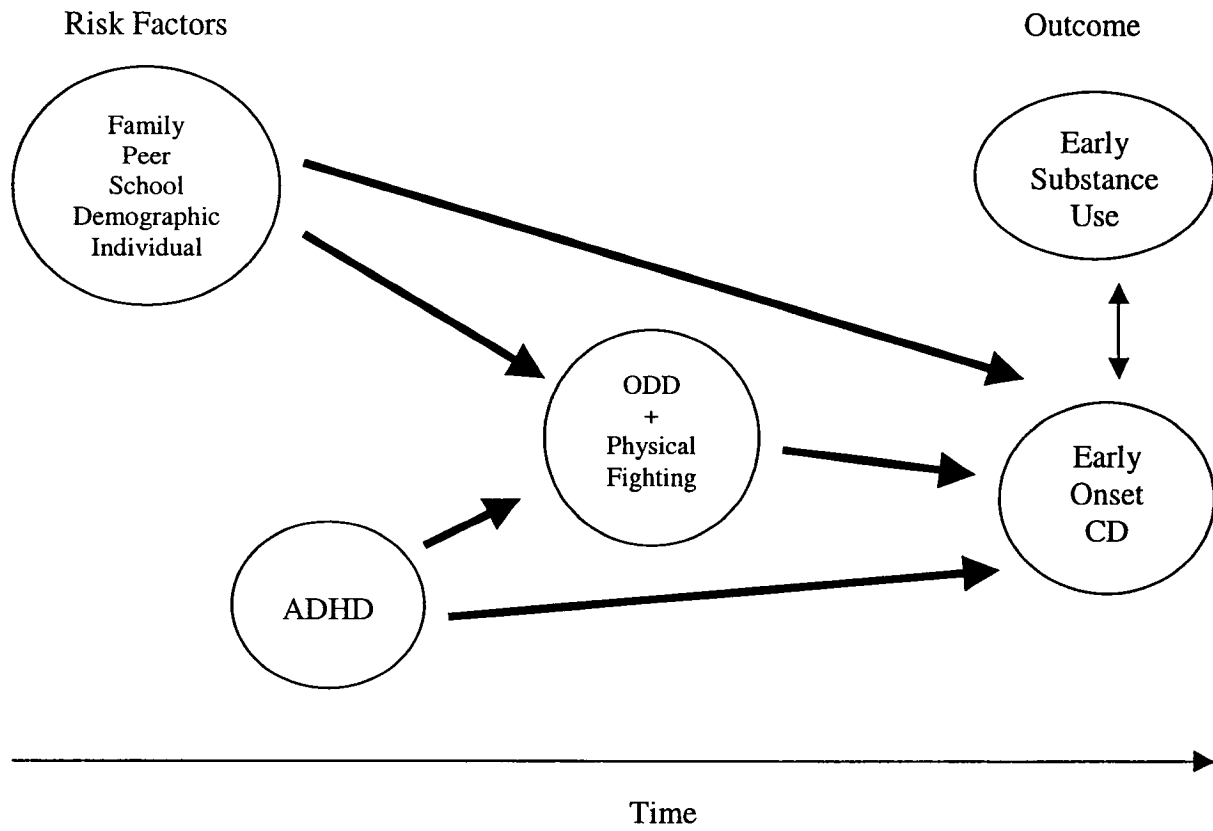 Risk Factors
Outcome
Family
Peer
School
Demographic
Individual
Early
Substance
Use
ODD
+
Physical
Fighting
Early
Onset
CD
ADHD
Time